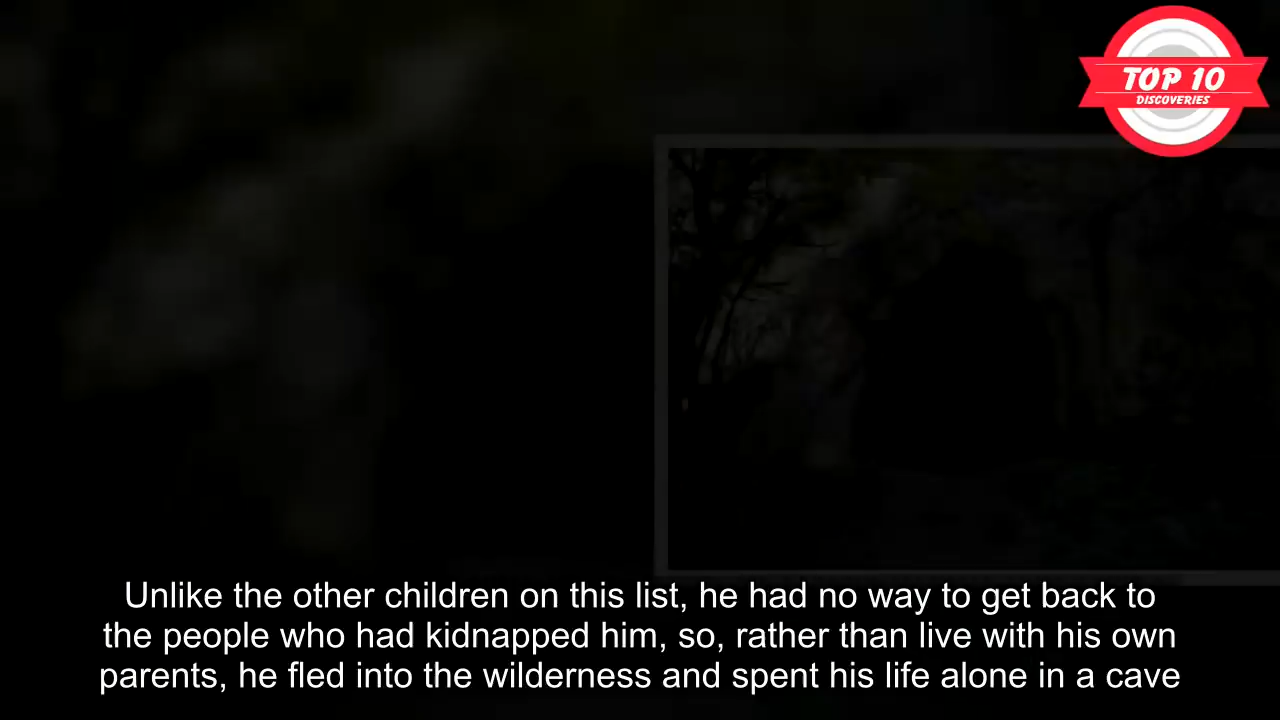 TOP 10
DISCOVERIES
Unlike the other children on this list, he had no way to get back to
the people who had kidnapped him, so, rather than live with his own
parents, he fled into the wilderness and spent his life alone in a cave